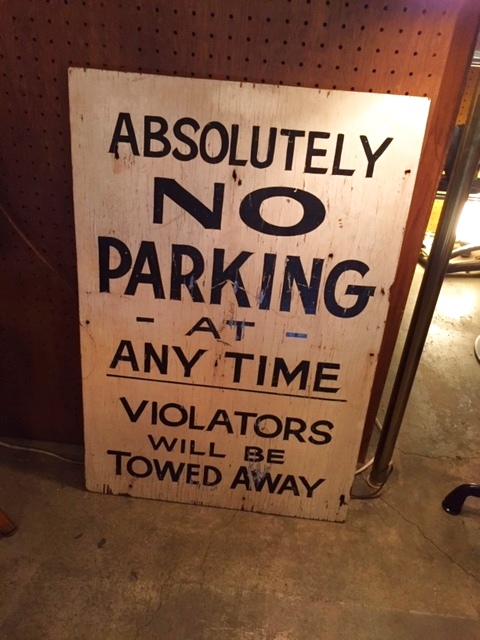 ABSOLUTELY
NO
PARKING
- AT -
ANY TIME
VIOLATORS
WILL BE
TOWED AWAY